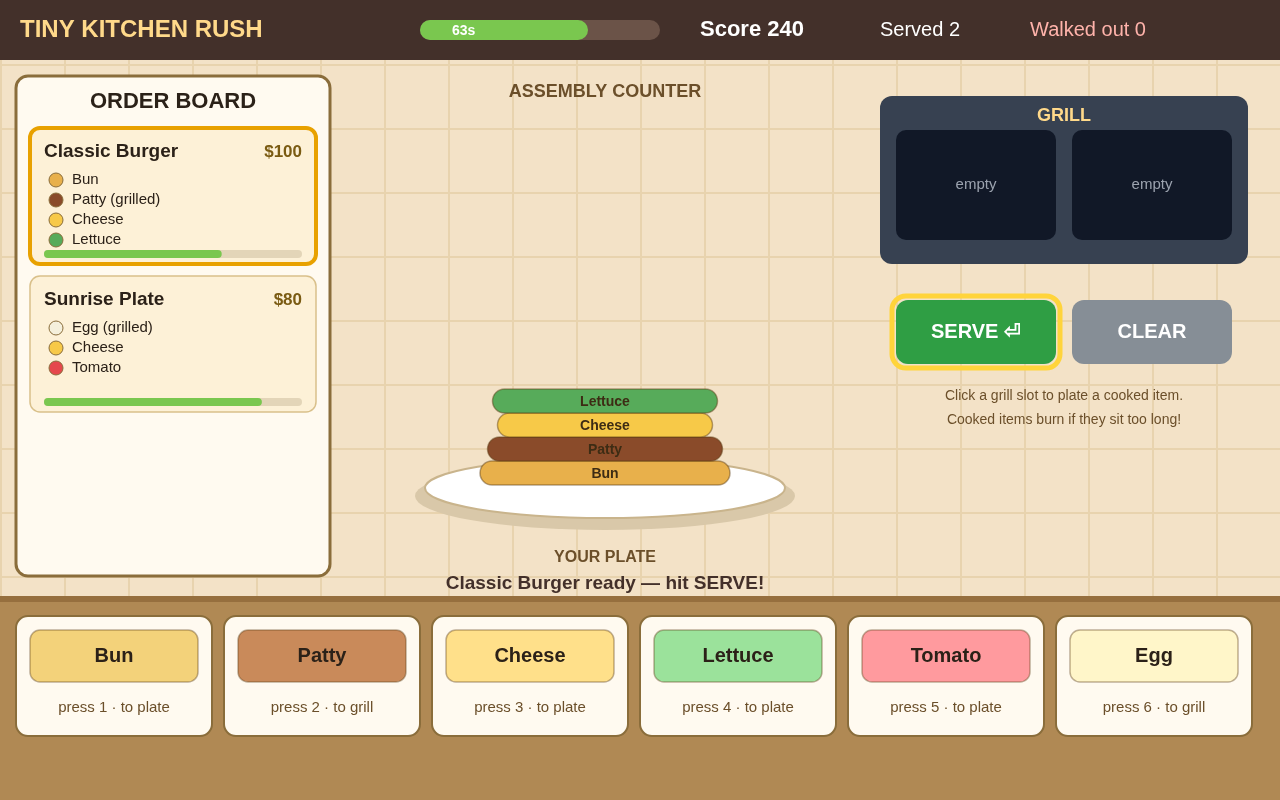 TINY KITCHEN RUSH
63s
Score 240
Served 2
Walked out 0
ORDER BOARD
Classic Burger $100
Bun
Patty (grilled)
Cheese
Lettuce
Sunrise Plate $80
Egg (grilled)
Cheese
Tomato
ASSEMBLY COUNTER
Lettuce
Cheese
Patty
Bun
YOUR PLATE
Classic Burger ready — hit SERVE!
GRILL
empty
empty
SERVE ⏎
CLEAR
Click a grill slot to plate a cooked item.
Cooked items burn if they sit too long!
Bun
press 1 · to plate
Patty
press 2 · to grill
Cheese
press 3 · to plate
Lettuce
press 4 · to plate
Tomato
press 5 · to plate
Egg
press 6 · to grill